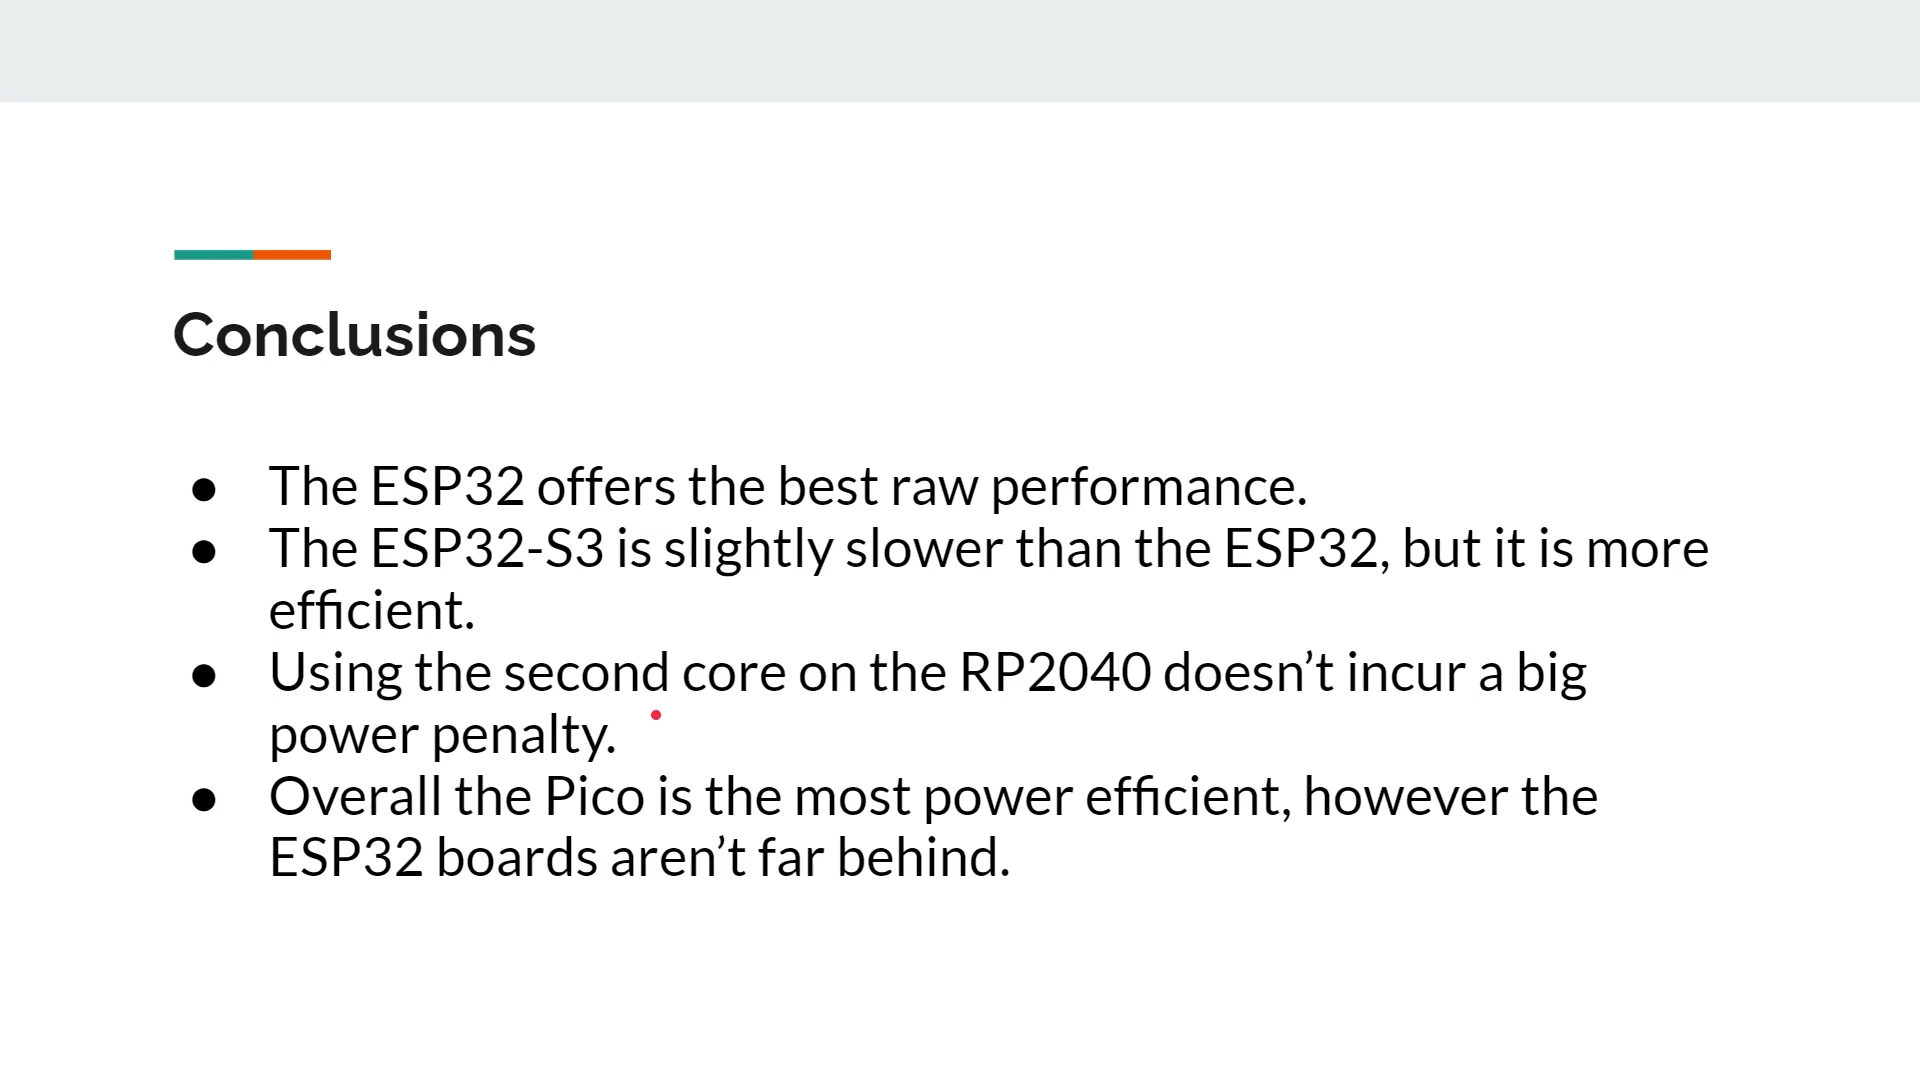 Conclusions
● The ESP32 offers the best raw performance.
● The ESP32-S3 is slightly slower than the ESP32, but it is more
efficient.
● Using the second core on the RP2040 doesn’t incur a big
power penalty.
● Overall the Pico is the most power efficient, however the
ESP32 boards aren’t far behind.